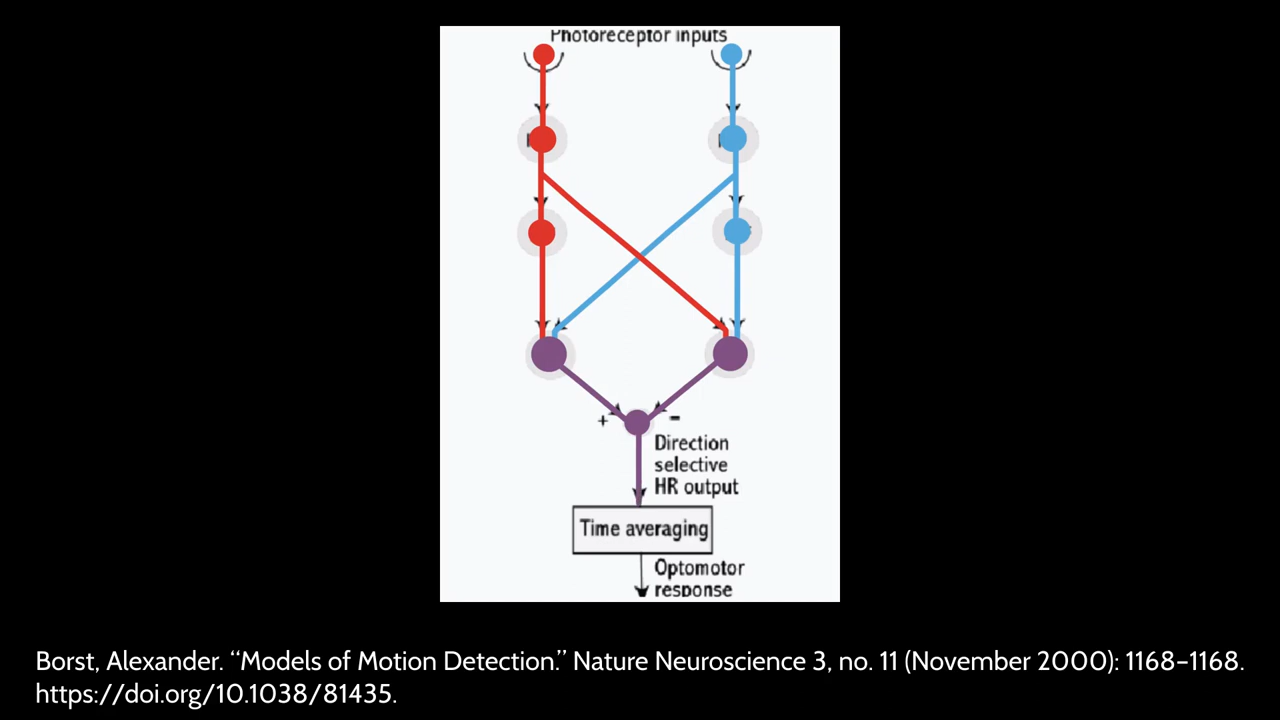 Photoreceptor inputs
+
-
Direction
selective
HR output
Time averaging
Optomotor
response
Borst, Alexander. “Models of Motion Detection.” Nature Neuroscience 3, no. 11 (November 2000): 1168–1168.
https://doi.org/10.1038/81435.